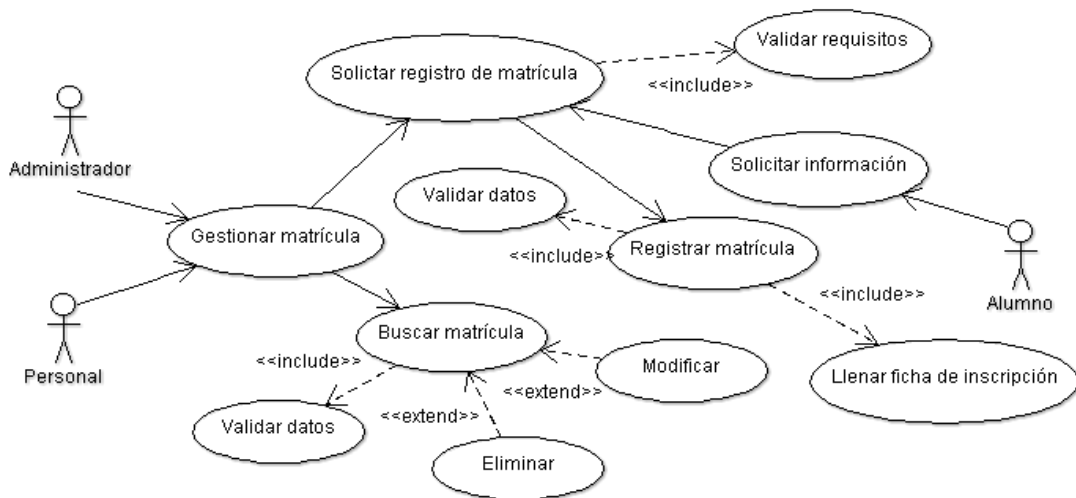 Validar requisitos
Solictar registro de matrícula
<<include>>
Administrador
Solicitar información
Validar datos
Gestionar matrícula
Registrar matrícula
<<include>>
<<include>>
Alumno
Buscar matrícula
<<include>>
Modificar
Personal
Llenar ficha de inscripción
<<extend>>
<<extend>>
Validar datos
Eliminar